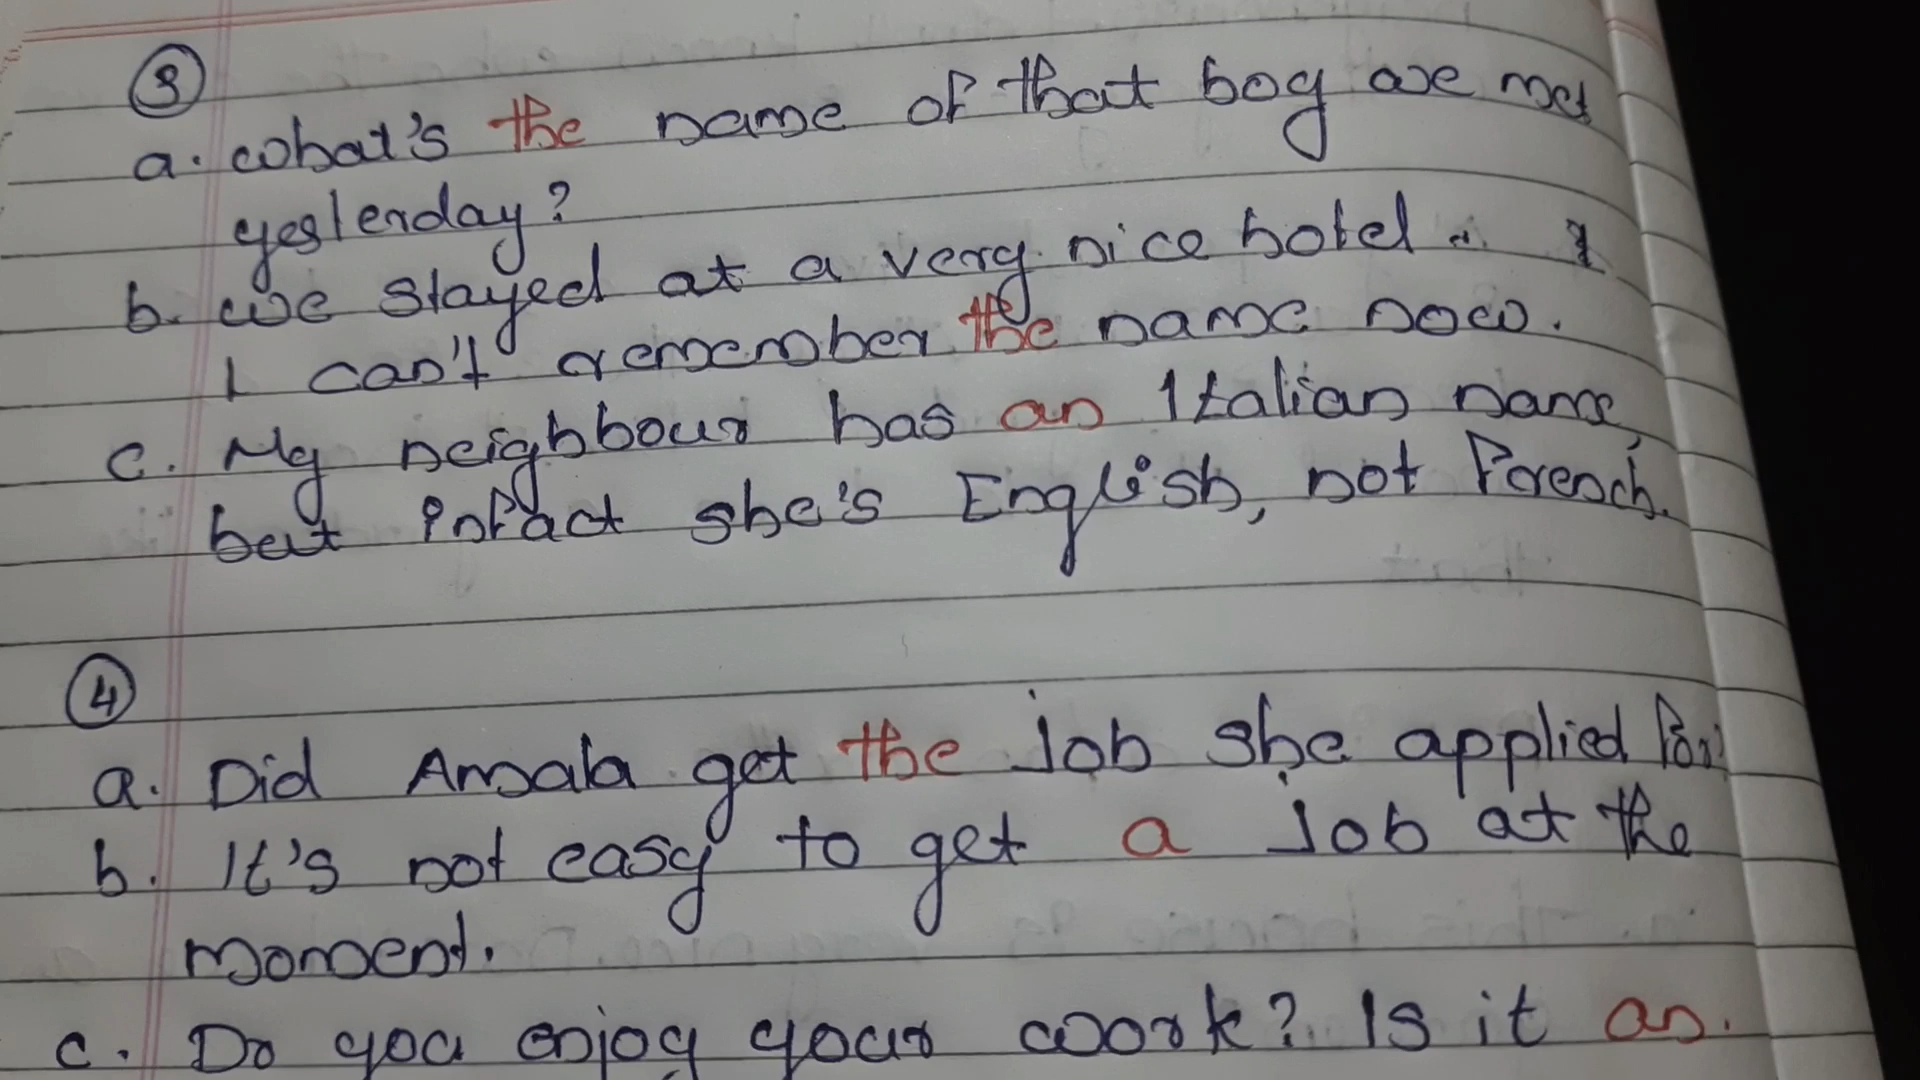 3
a. what's the name of that boy we met
yesterday?
b. we stayed at a very nice hotel.
I can't remember the name now.
c. My neighbour has an Italian name,
but infact she's English, not French.
4
a. Did Amala get the Job she applied for
b. It's not easy to get a Job at the
moment.
c. Do you enjoy your work? Is it an.